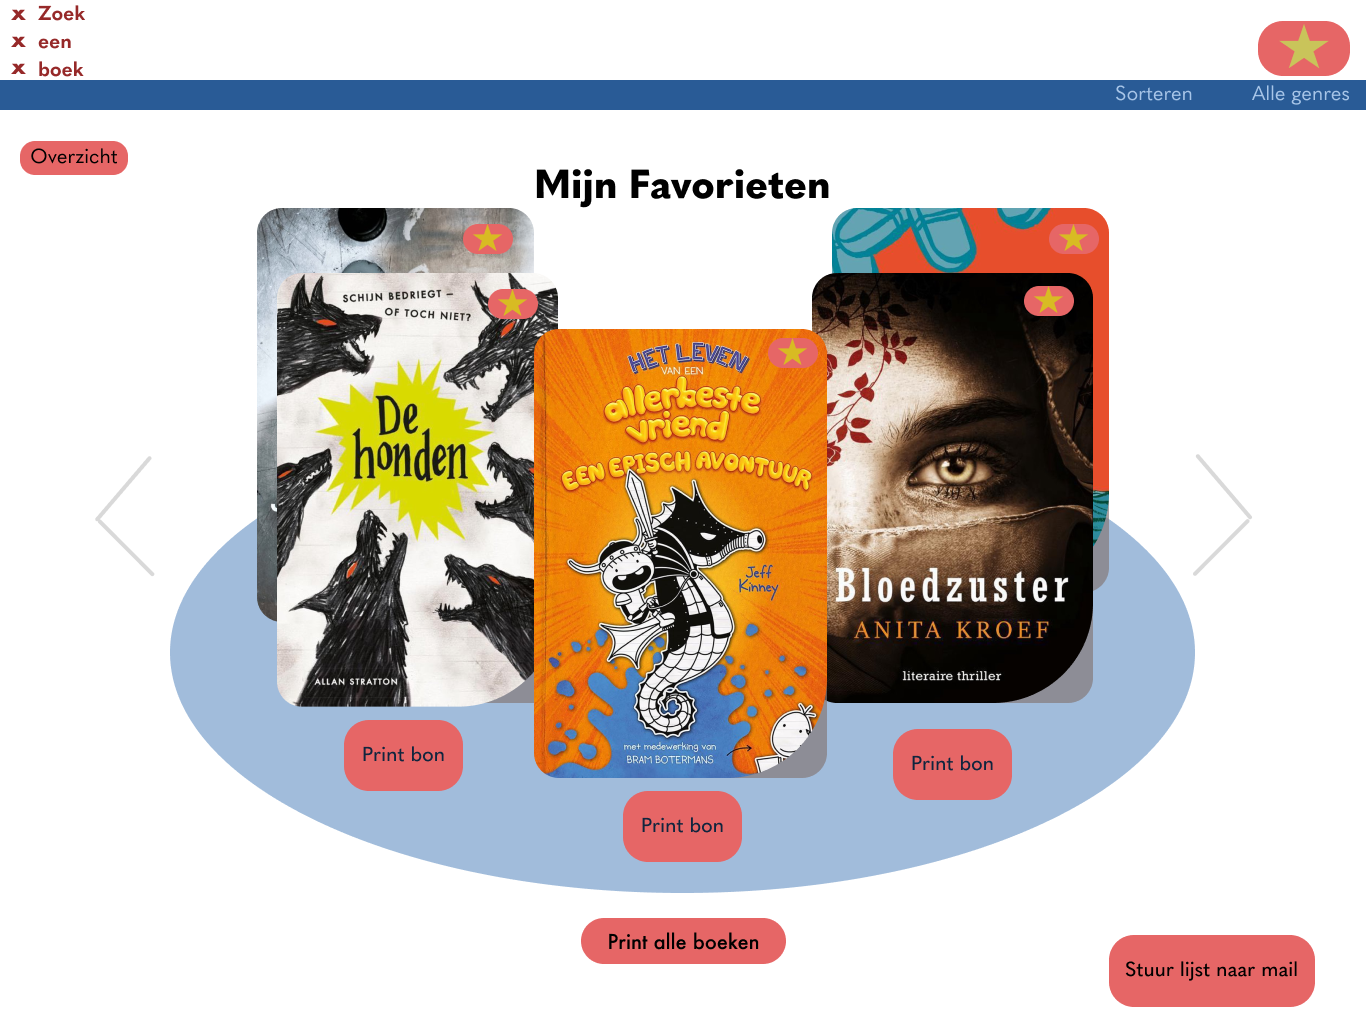 x Zoek
x een
x boek
Sorteren Alle genres
Overzicht
Mijn Favorieten
SCHIJN BEDRIEGT –
OF TOCH NIET?
De
honden
ALLAN STRATTON
Print bon
HET LEVEN
VAN EEN
allerbeste
vriend
EEN EPISCH AVONTUUR
Jeff
Kinney
met medewerking van
BRAM BOTERMANS
Print bon
Bloedzuster
ANITA KROEF
literaire thriller
Print bon
Print alle boeken
Stuur lijst naar mail